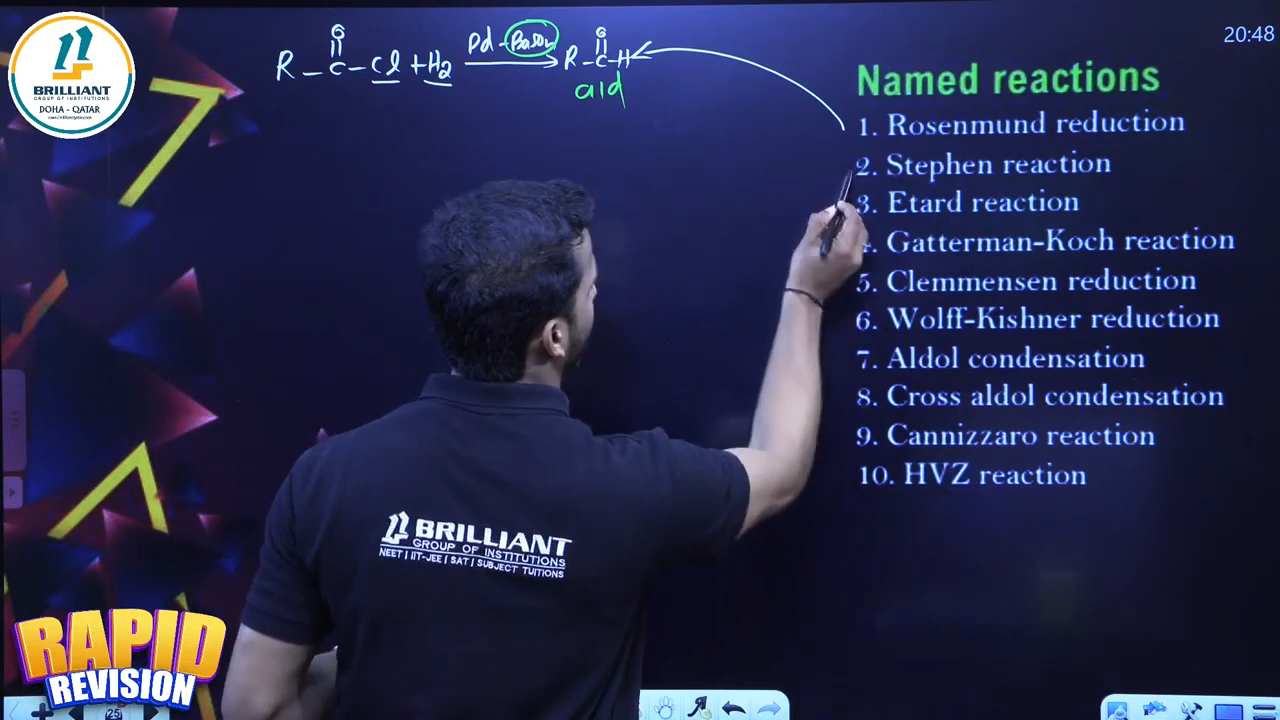 BRILLIANT
GROUP OF INSTITUTIONS
DOHA - QATAR
20:48
R - C - Cl + H2 Pd - BaSO4 R - C - H
O O
ald
Named reactions
1. Rosenmund reduction
2. Stephen reaction
3. Etard reaction
4. Gatterman-Koch reaction
5. Clemmensen reduction
6. Wolff-Kishner reduction
7. Aldol condensation
8. Cross aldol condensation
9. Cannizzaro reaction
10. HVZ reaction
BRILLIANT
GROUP OF INSTITUTIONS
NEET | IIT-JEE | SAT | SUBJECT TUITIONS
RAPID
REVISION
25